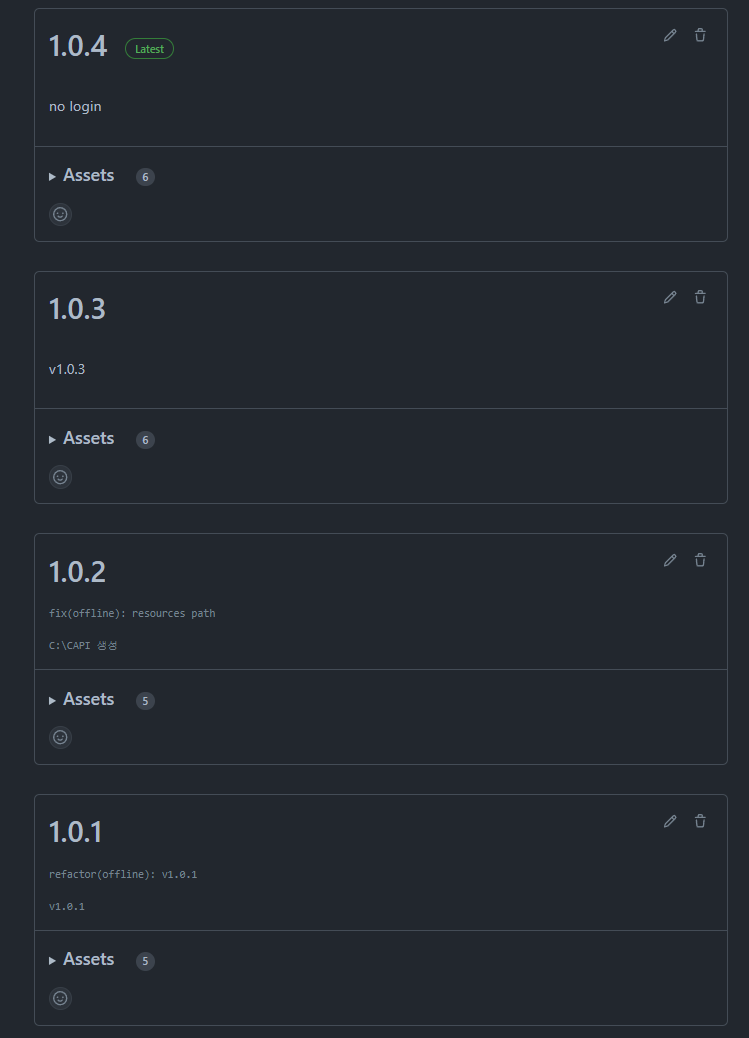 1.0.4 Latest
no login
Assets 6
1.0.3
v1.0.3
Assets 6
1.0.2
fix(offline): resources path
C:\CAPI 생성
Assets 5
1.0.1
refactor(offline): v1.0.1
v1.0.1
Assets 5